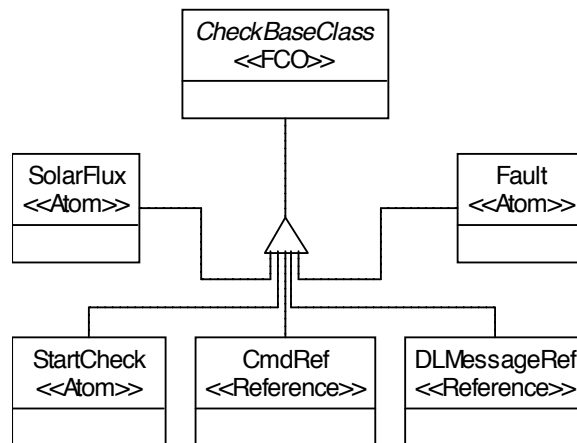 CheckBaseClass
<<FCO>>
SolarFlux
<<Atom>>
Fault
<<Atom>>
StartCheck
<<Atom>>
CmdRef
<<Reference>>
DLMessageRef
<<Reference>>